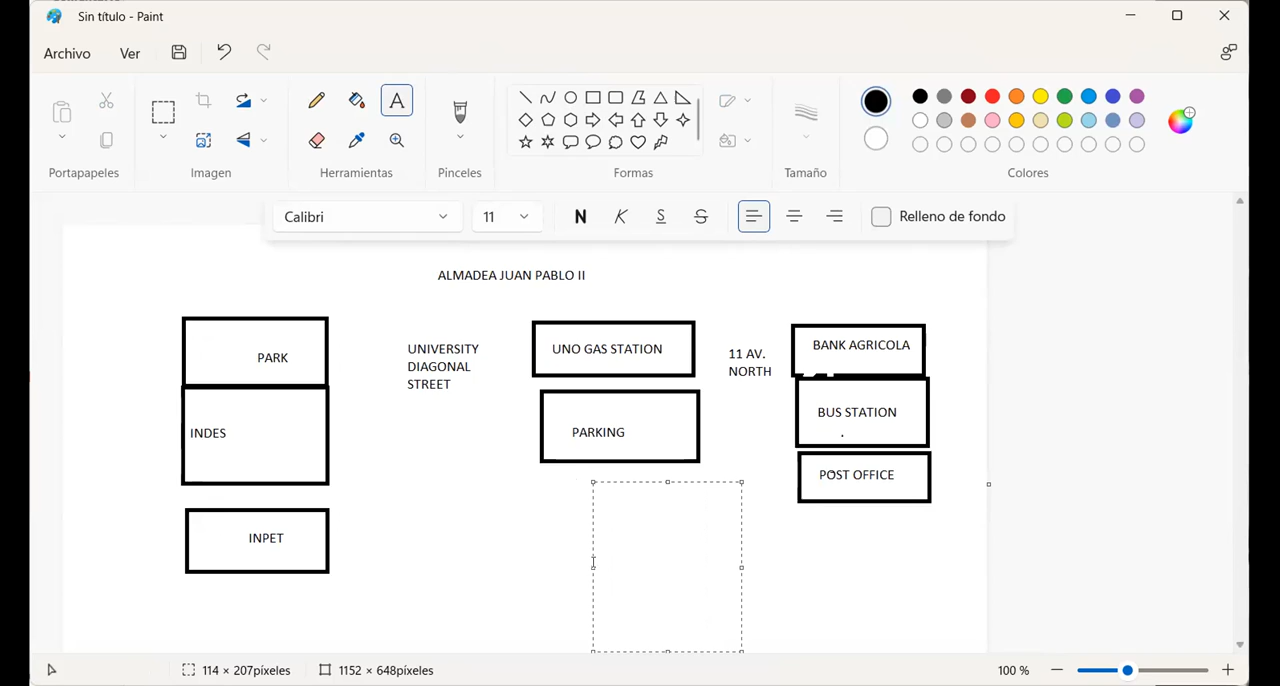 Sin título - Paint
Archivo Ver
Portapapeles Imagen Herramientas Pinceles Formas Tamaño Colores
Calibri 11 N K S S Relleno de fondo
ALMADEA JUAN PABLO II
PARK
UNIVERSITY
DIAGONAL
STREET
UNO GAS STATION
11 AV.
NORTH
BANK AGRICOLA
INDES
PARKING
BUS STATION
POST OFFICE
INPET
114 × 207píxeles 1152 × 648píxeles 100 %